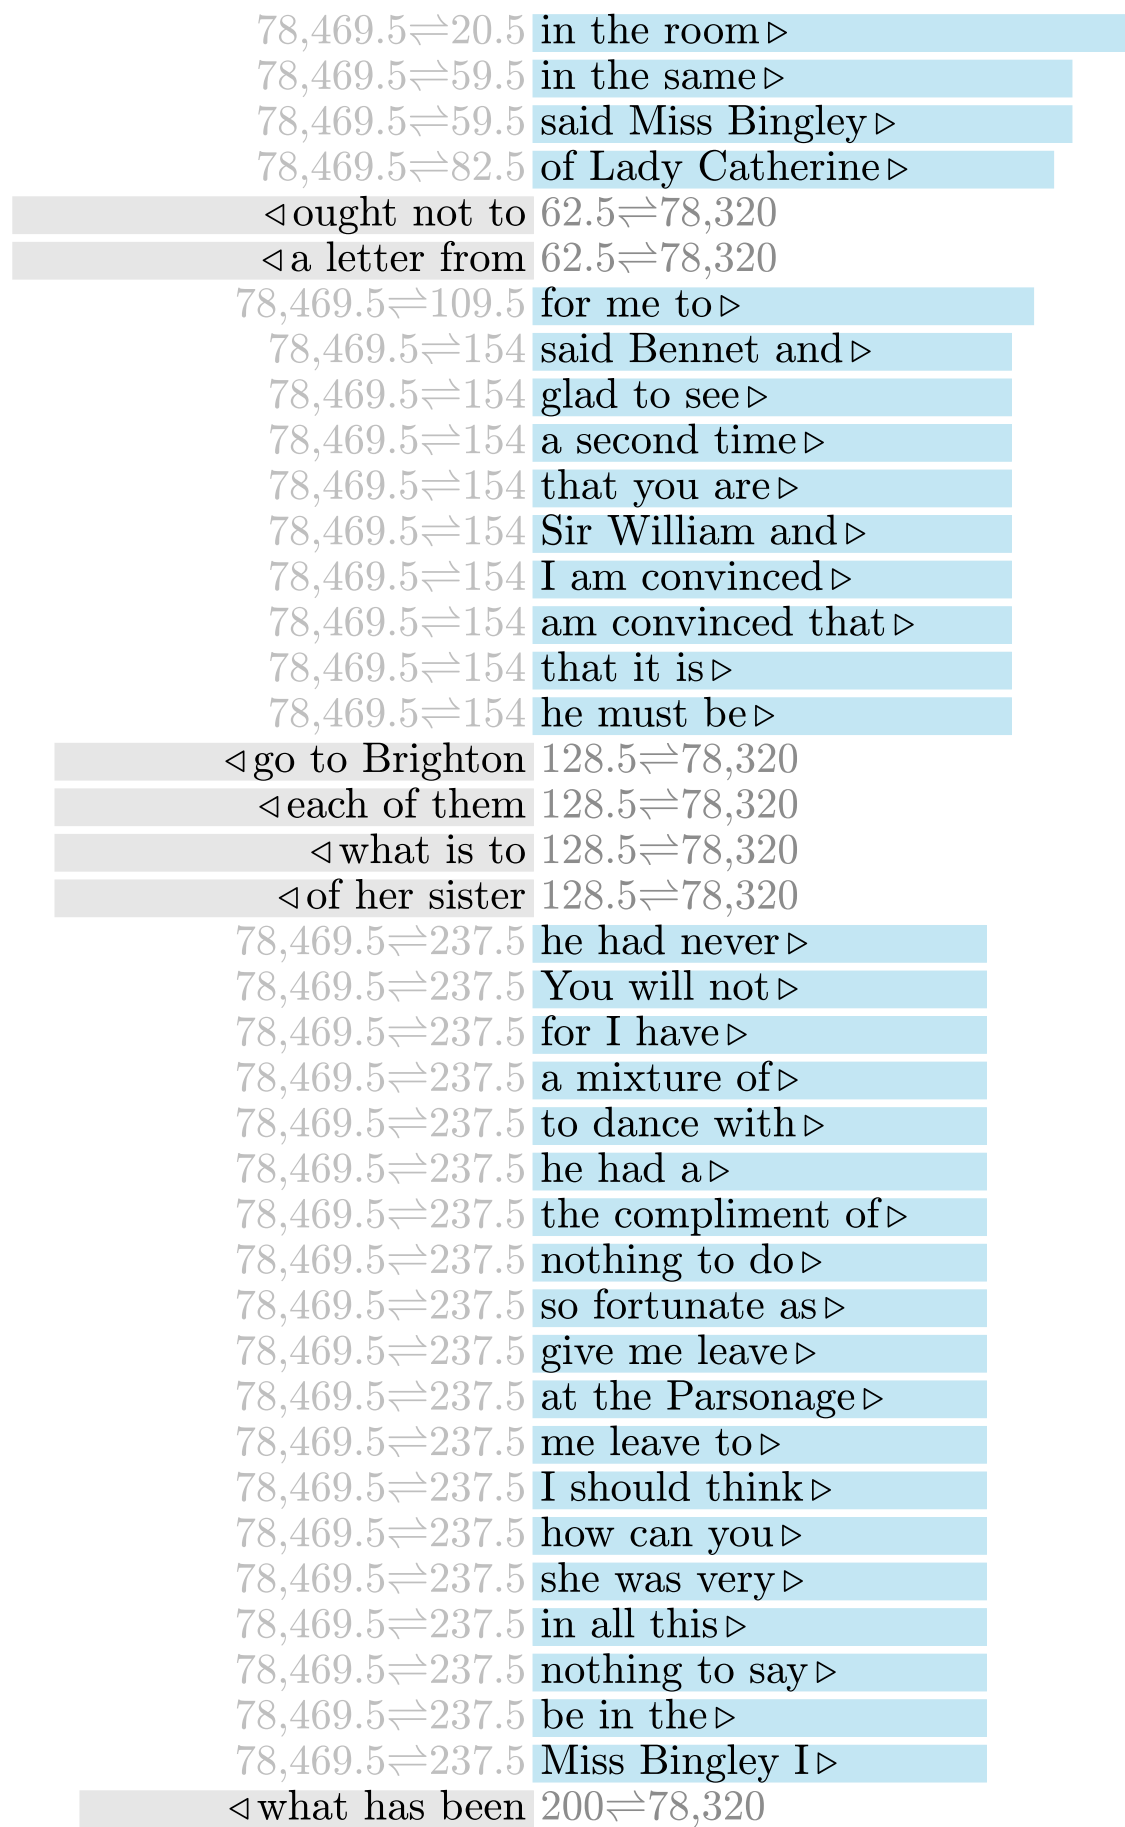 78,469.5⇌20.5 in the room▷
78,469.5⇌59.5 in the same▷
78,469.5⇌59.5 said Miss Bingley▷
78,469.5⇌82.5 of Lady Catherine▷
◁ought not to 62.5⇌78,320
◁a letter from 62.5⇌78,320
78,469.5⇌109.5 for me to▷
78,469.5⇌154 said Bennet and▷
78,469.5⇌154 glad to see▷
78,469.5⇌154 a second time▷
78,469.5⇌154 that you are▷
78,469.5⇌154 Sir William and▷
78,469.5⇌154 I am convinced▷
78,469.5⇌154 am convinced that▷
78,469.5⇌154 that it is▷
78,469.5⇌154 he must be▷
◁go to Brighton 128.5⇌78,320
◁each of them 128.5⇌78,320
◁what is to 128.5⇌78,320
◁of her sister 128.5⇌78,320
78,469.5⇌237.5 he had never▷
78,469.5⇌237.5 You will not▷
78,469.5⇌237.5 for I have▷
78,469.5⇌237.5 a mixture of▷
78,469.5⇌237.5 to dance with▷
78,469.5⇌237.5 he had a▷
78,469.5⇌237.5 the compliment of▷
78,469.5⇌237.5 nothing to do▷
78,469.5⇌237.5 so fortunate as▷
78,469.5⇌237.5 give me leave▷
78,469.5⇌237.5 at the Parsonage▷
78,469.5⇌237.5 me leave to▷
78,469.5⇌237.5 I should think▷
78,469.5⇌237.5 how can you▷
78,469.5⇌237.5 she was very▷
78,469.5⇌237.5 in all this▷
78,469.5⇌237.5 nothing to say▷
78,469.5⇌237.5 be in the▷
78,469.5⇌237.5 Miss Bingley I▷
◁what has been 200⇌78,320